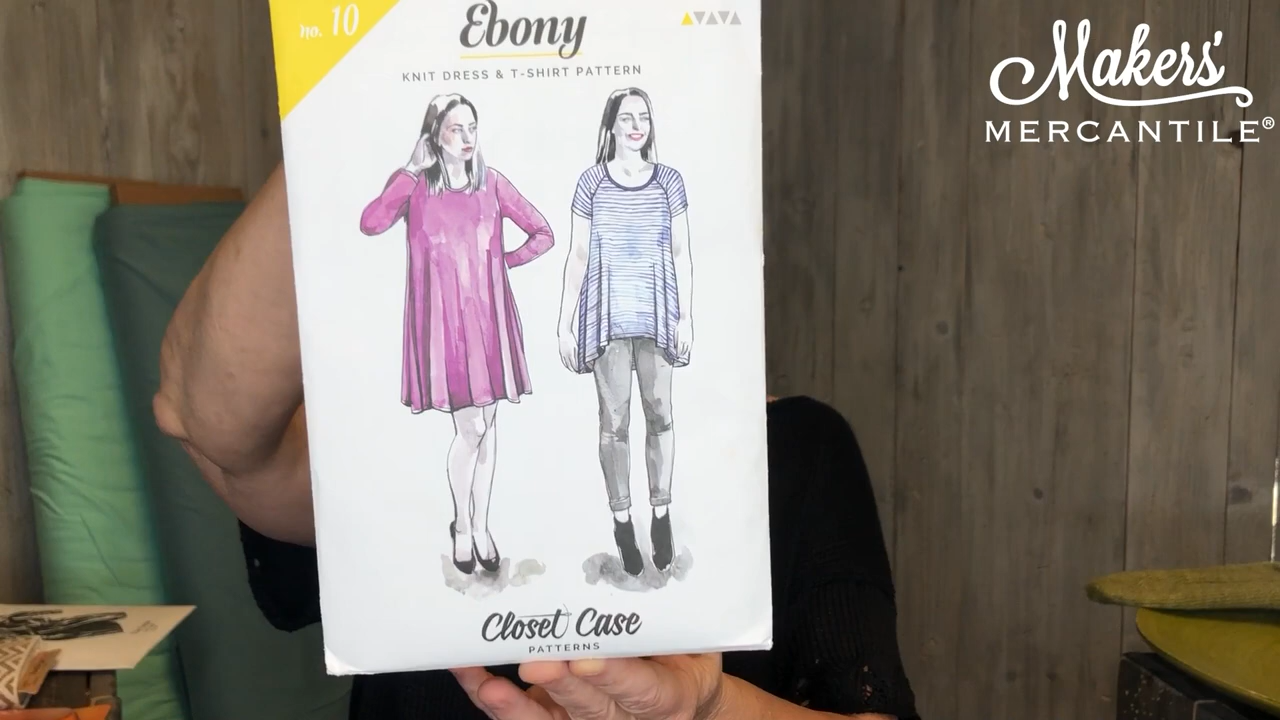 no. 10
Ebony
KNIT DRESS & T-SHIRT PATTERN
Closet Case
PATTERNS
Makers'
MERCANTILE®